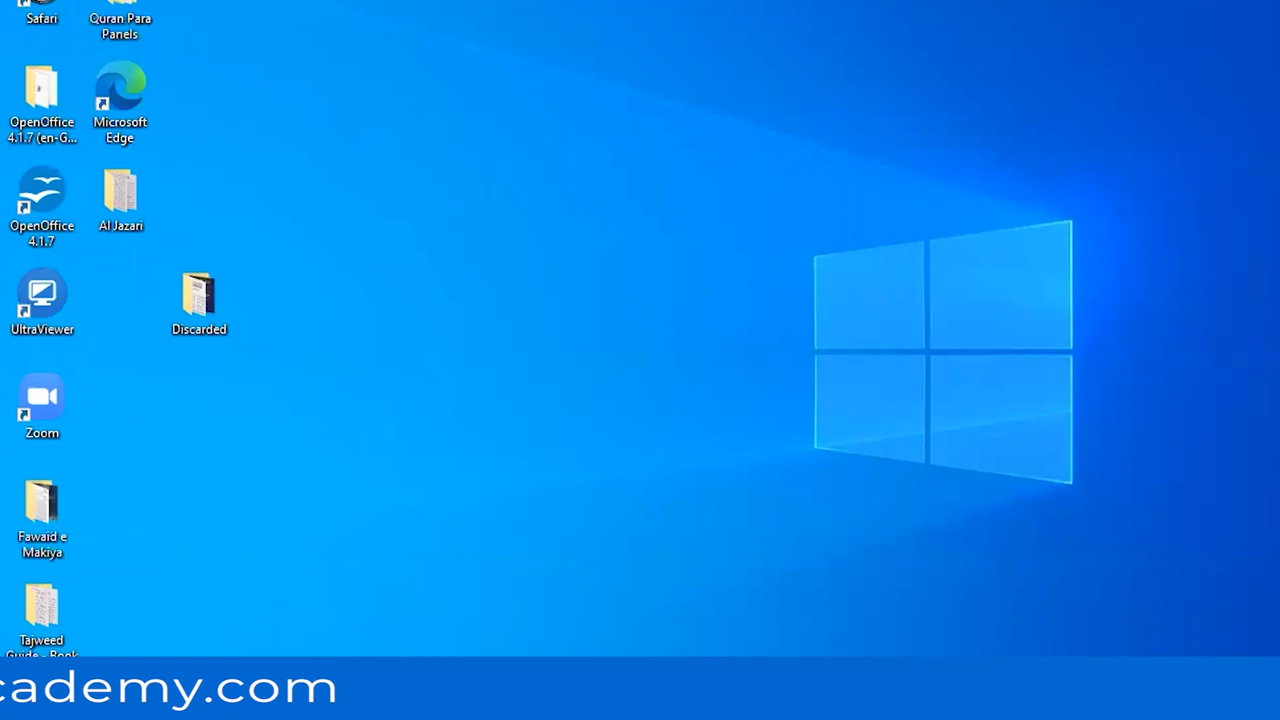 Safari
Quran Para
Panels
OpenOffice
4.1.7 (en-G...
Microsoft
Edge
OpenOffice
4.1.7
Al Jazari
UltraViewer
Discarded
Zoom
Fawaid e
Makiya
Tajweed
Guide - Book
cademy.com